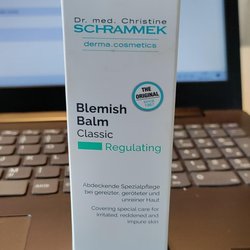 Dr. med. Christine
SCHRAMMEK
derma.cosmetics
THE
ORIGINAL
Blemish
Balm
Classic
Regulating
Abdeckende Spezialpflege
bei gereizter, geröteter und
unreiner Haut
Covering special care for
irritated, reddened and
impure skin